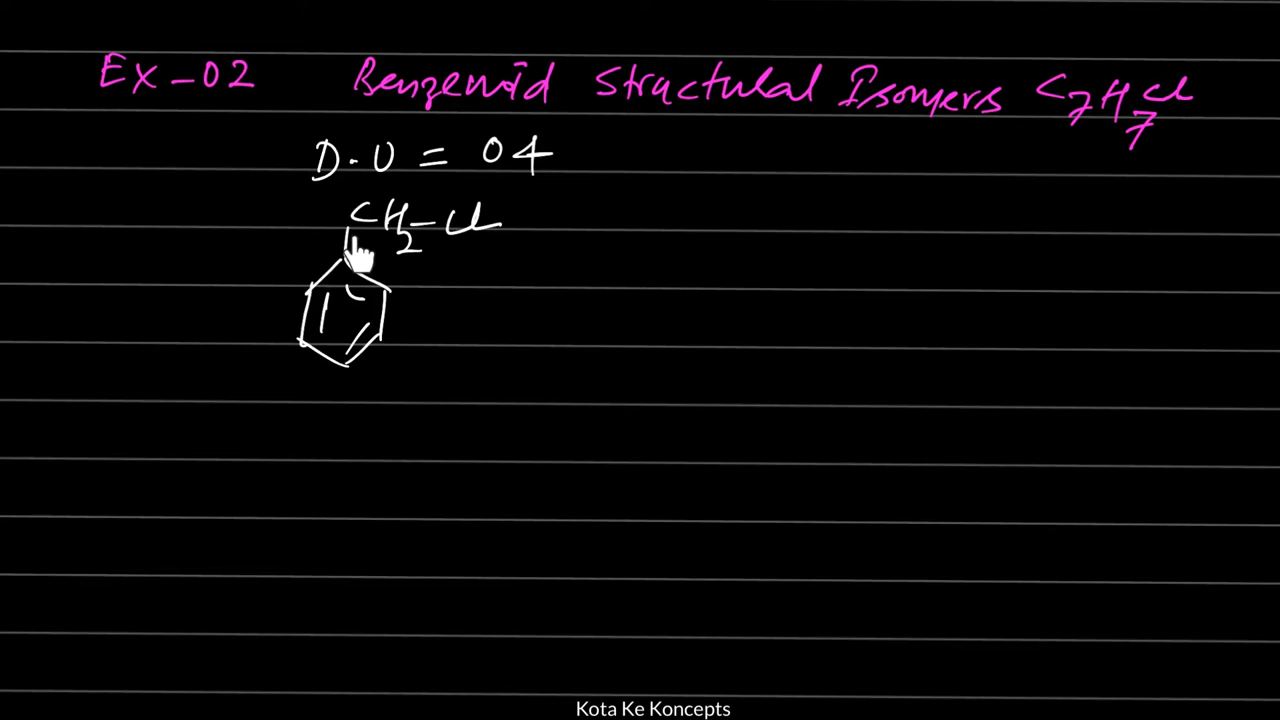 Ex-02 Benzenoid Structural Isomers C7H7Cl
D.U = 04
CH2-Cl
Kota Ke Koncepts